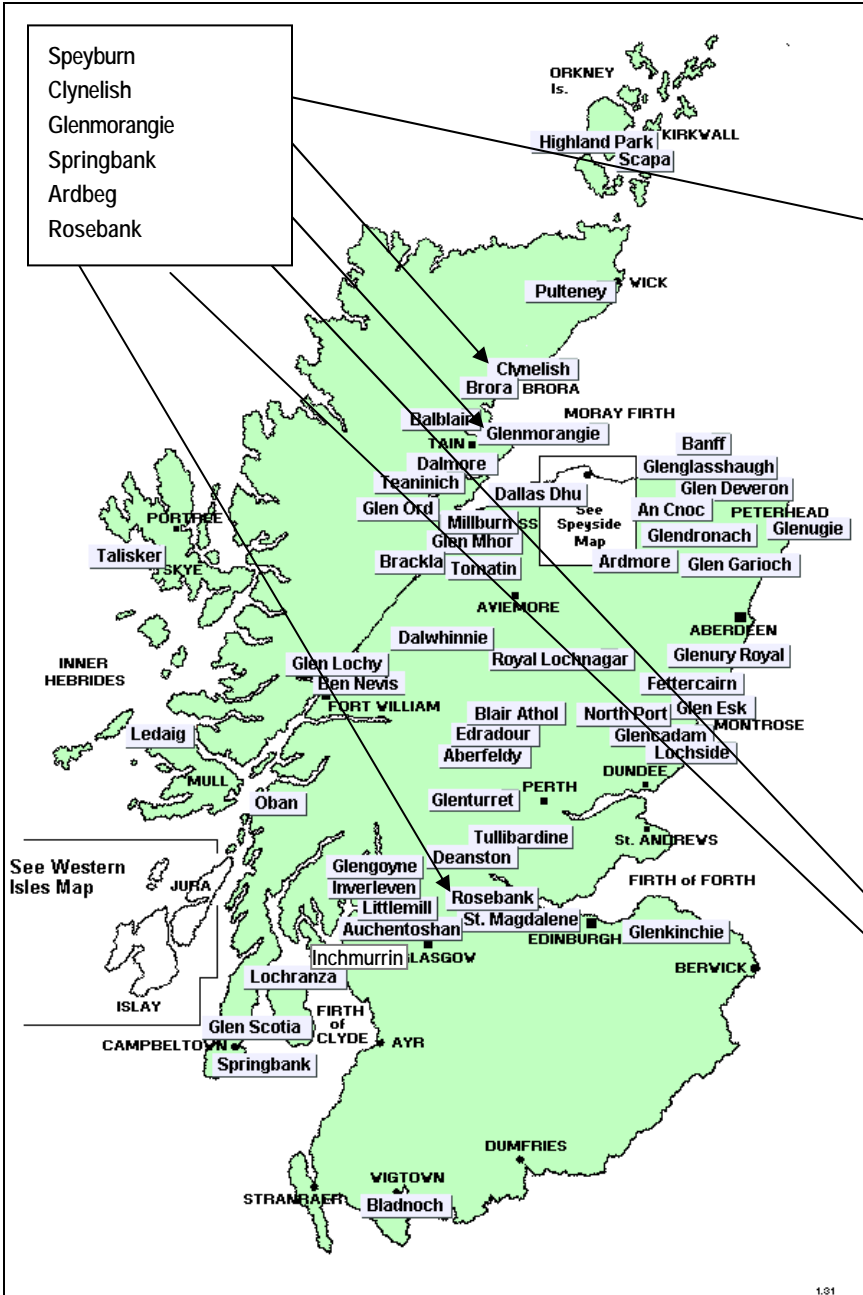 Speyburn
Clynelish
Glenmorangie
Springbank
Ardbeg
Rosebank
ORKNEY
Is.
Highland Park
KIRKWALL
Scapa
Pulteney
WICK
Clynelish
Brora
BRORA
Balblair
MORAY FIRTH
Glenmorangie
TAIN
Banff
Dalmore
Glenglasshaugh
Teaninich
Dallas Dhu
Glen Deveron
See
Speyside
Map
PORTREE
Glen Ord
An Cnoc
PETERHEAD
Millburn
SS
Glendronach
Glenugie
Glen Mhor
Talisker
SKYE
Brackla
Tomatin
Ardmore
Glen Garioch
AVIEMORE
ABERDEEN
Dalwhinnie
INNER
HEBRIDES
Glen Lochy
Royal Lochnagar
Glenury Royal
Ben Nevis
Fettercairn
FORT WILLIAM
Blair Athol
North Port
Glen Esk
MONTROSE
Ledaig
Edradour
Glencadam
Aberfeldy
Lochside
MULL
DUNDEE
PERTH
Oban
Glenturret
Tullibardine
St. ANDREWS
See Western
Isles Map
Deanston
Glengoyne
JURA
Inverleven
FIRTH of FORTH
Rosebank
Littlemill
St. Magdalene
Auchentoshan
EDINBURGH
Glenkinchie
Inchmurrin
GLASGOW
BERWICK
Lochranza
ISLAY
FIRTH
of
CLYDE
Glen Scotia
CAMPBELTOWN
AYR
Springbank
DUMFRIES
WIGTOWN
STRANRAER
Bladnoch
1.31